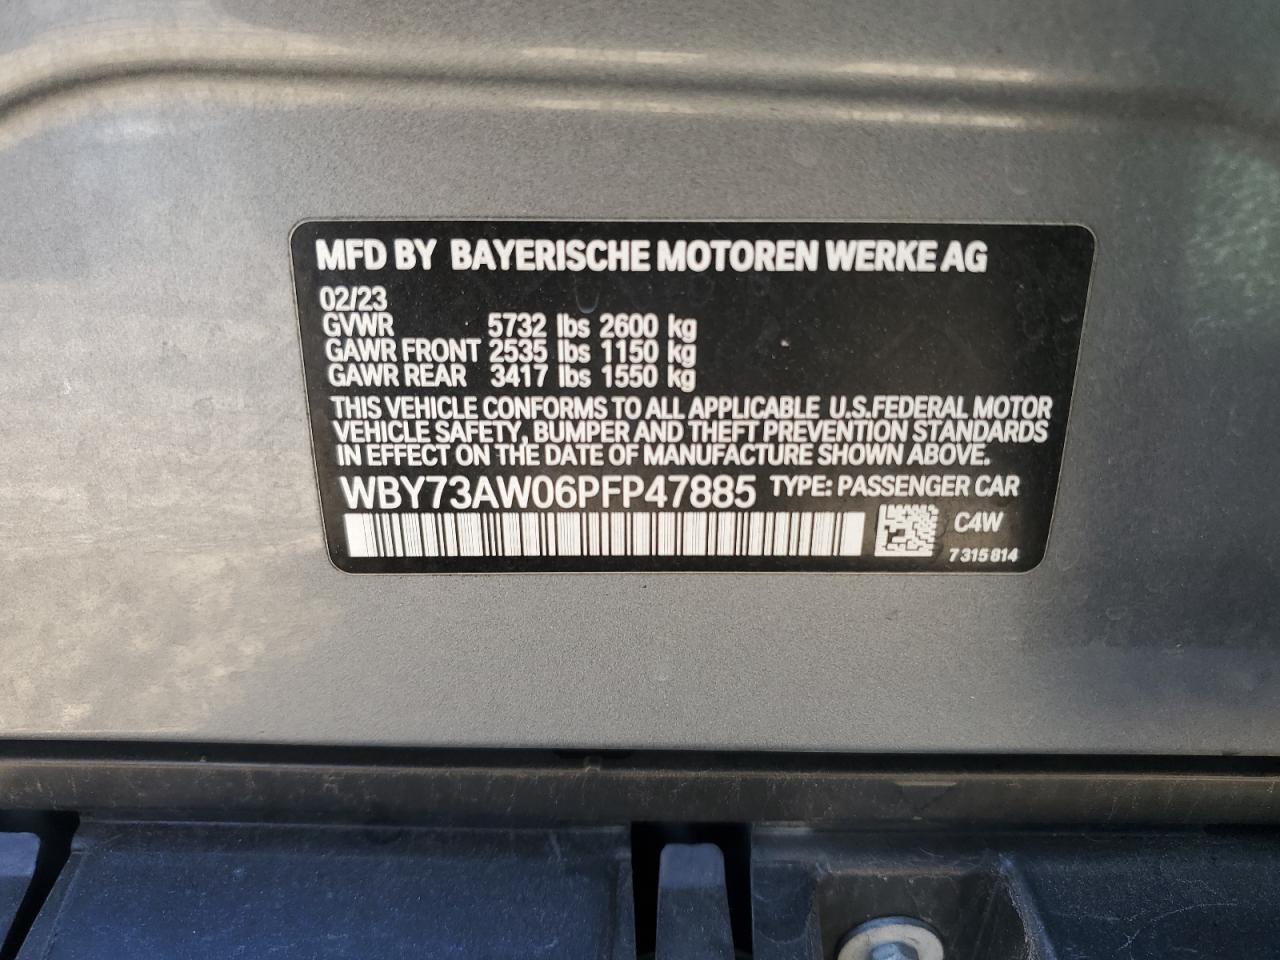 MFD BY BAYERISCHE MOTOREN WERKE AG
02/23
GVWR 5732 lbs 2600 kg
GAWR FRONT 2535 lbs 1150 kg
GAWR REAR 3417 lbs 1550 kg
THIS VEHICLE CONFORMS TO ALL APPLICABLE U.S.FEDERAL MOTOR
VEHICLE SAFETY, BUMPER AND THEFT PREVENTION STANDARDS
IN EFFECT ON THE DATE OF MANUFACTURE SHOWN ABOVE.
WBY73AW06PFP47885 TYPE: PASSENGER CAR
C4W
7 315 814